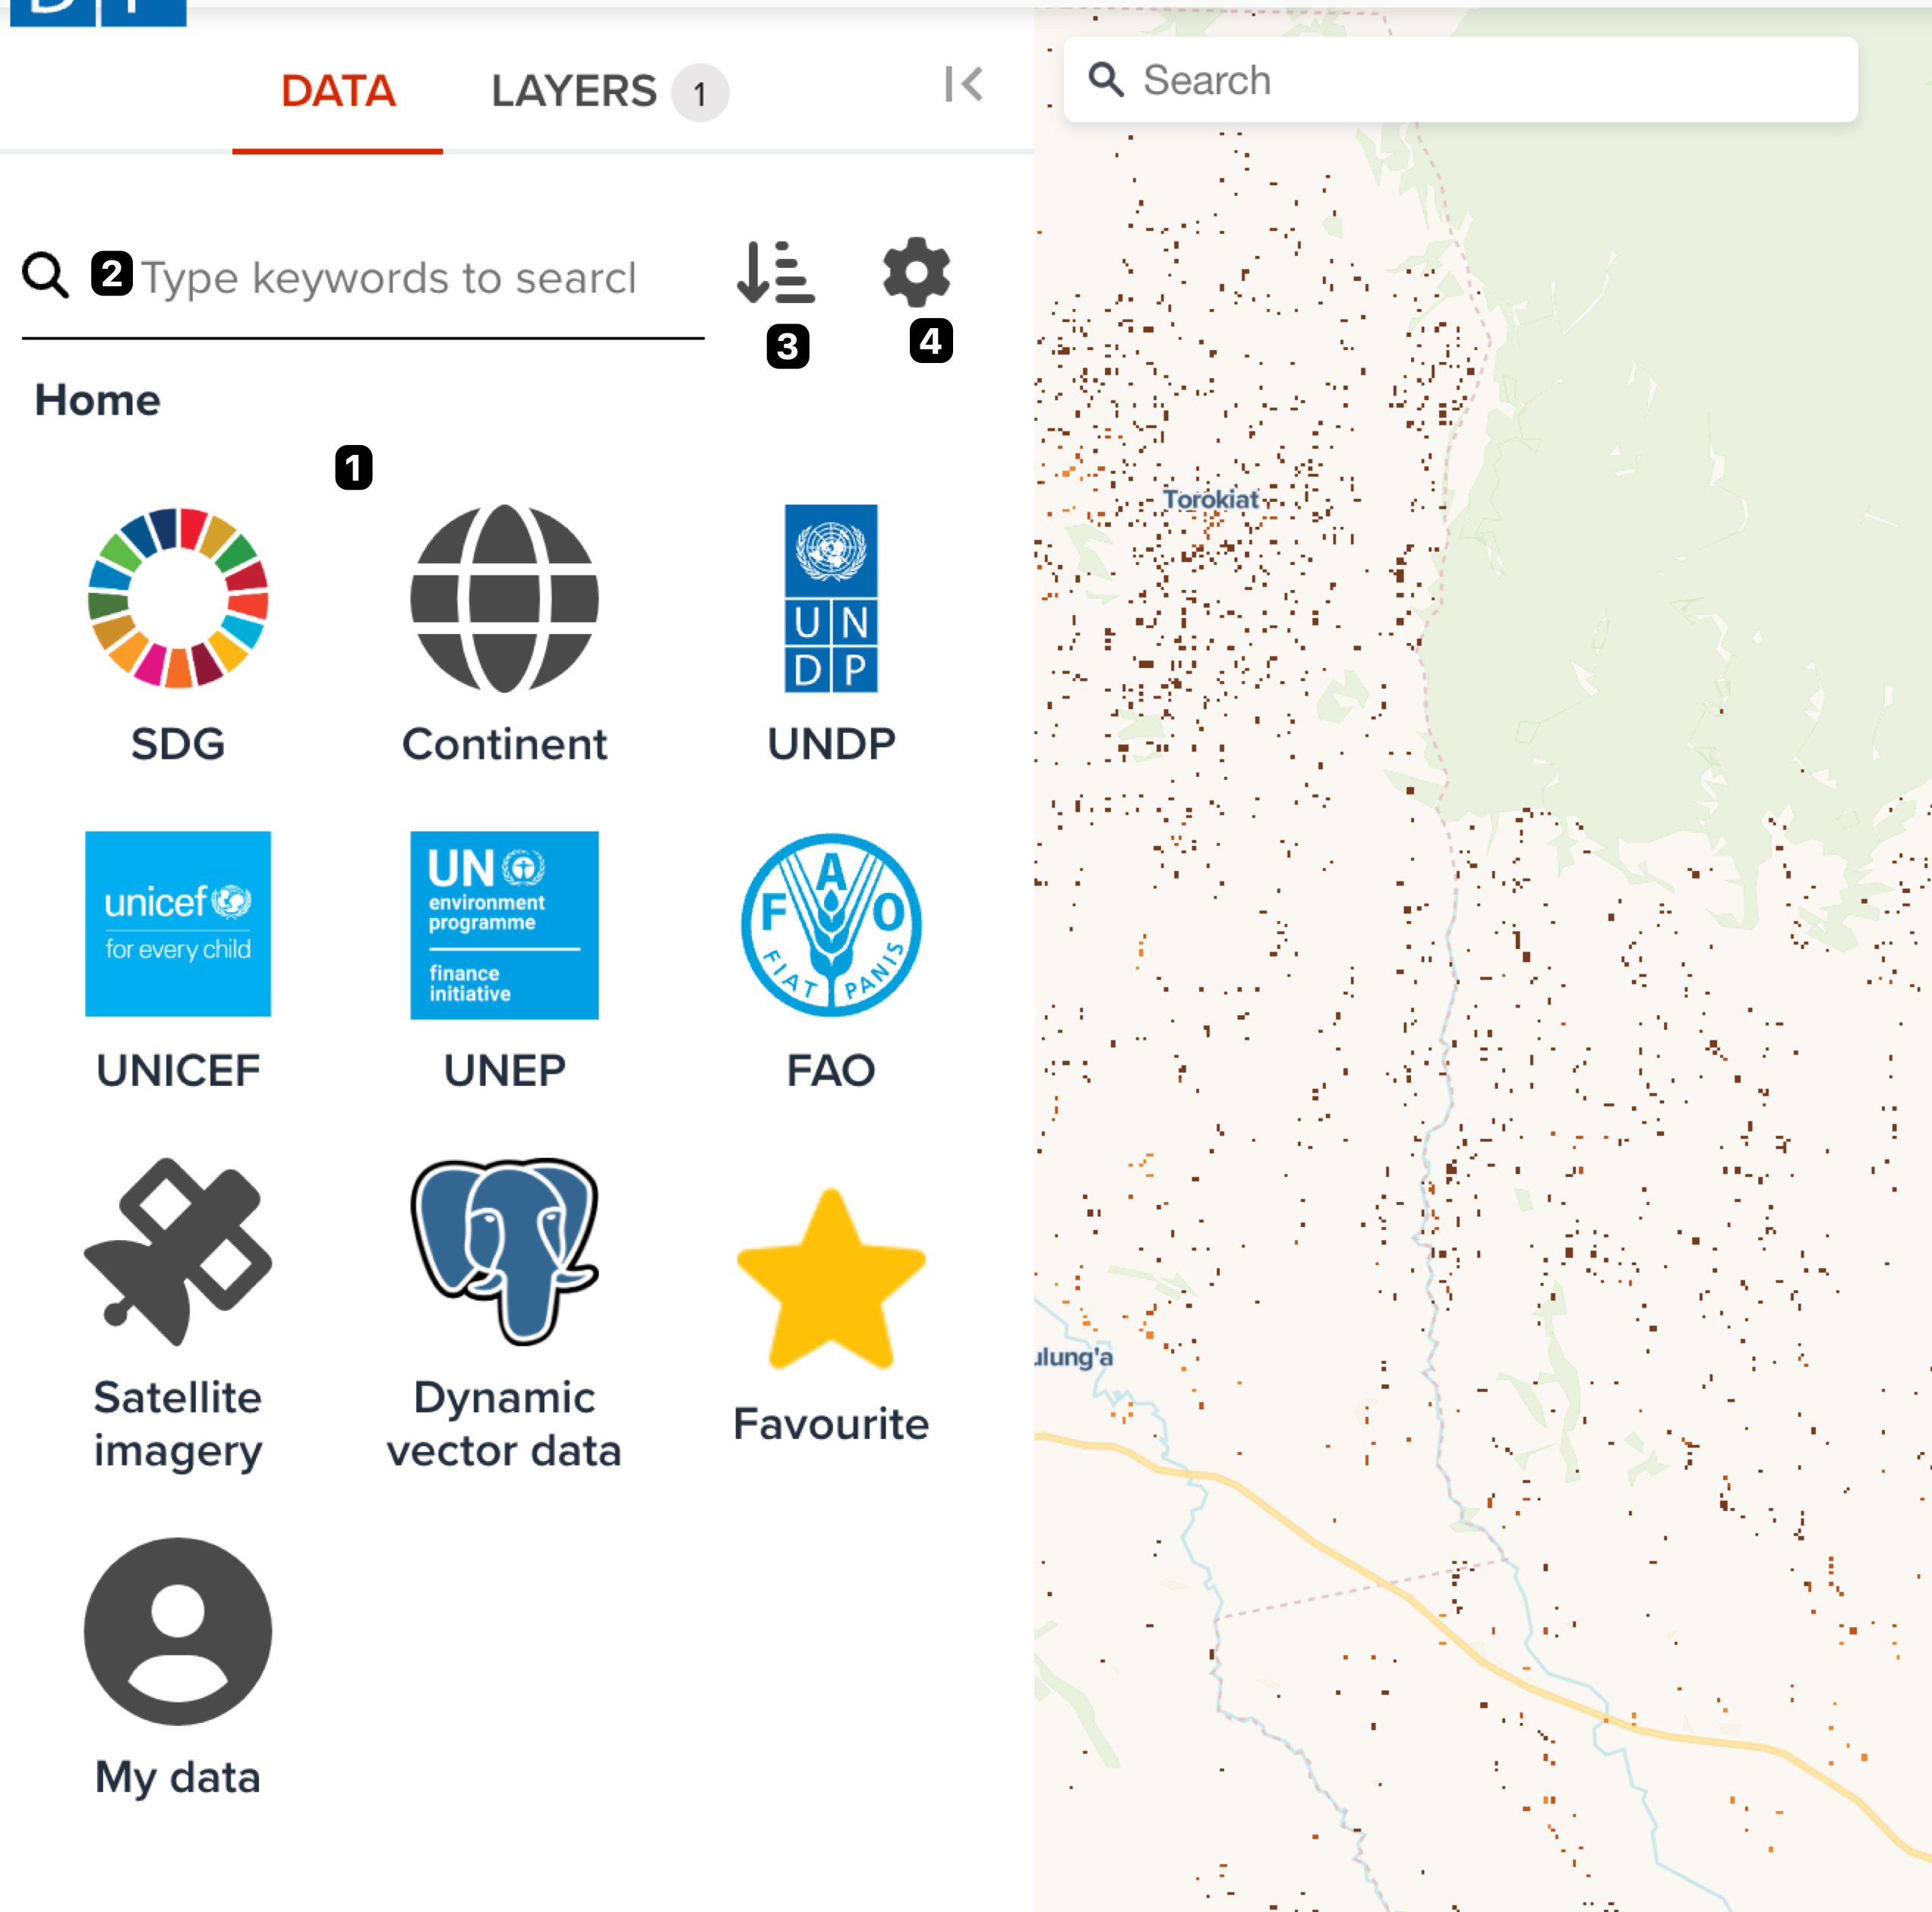 DATA
LAYERS 1
Search
2 Type keywords to search
3
4
Home
1
UN
DP
SDG
Continent
UNDP
unicef
for every child
UN
environment
programme
finance
initiative
F A O
FIAT PANIS
UNICEF
UNEP
FAO
Satellite
imagery
Dynamic
vector data
Favourite
My data
Torokiat
ulung'a